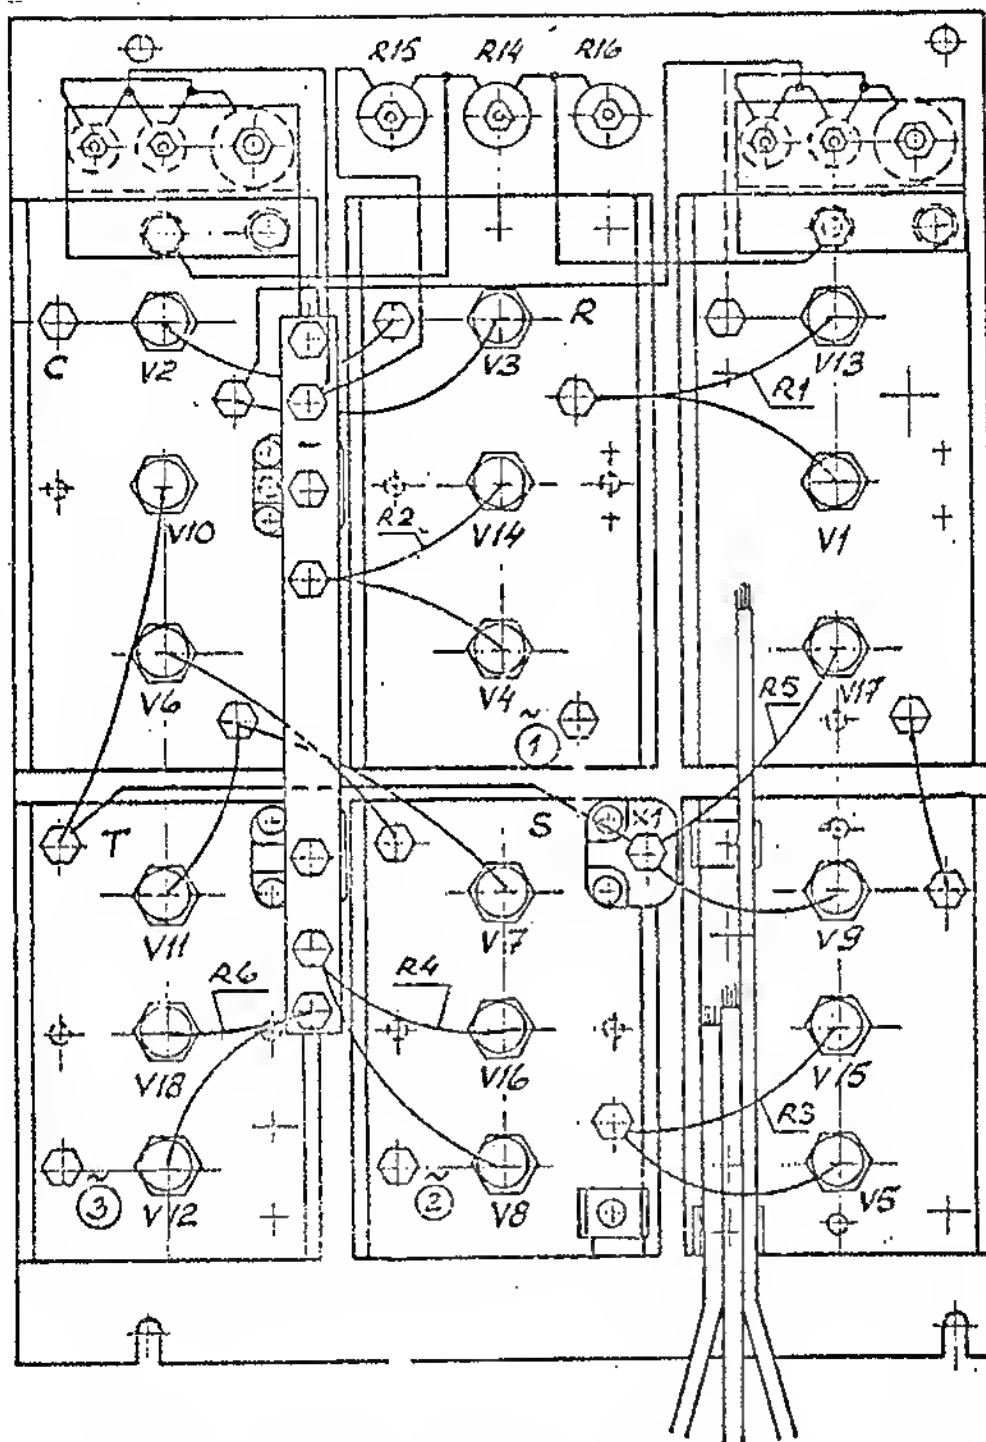 R15 R14 R16
C V2 V3 R R1 V13
~
V10 R2 V14 V1
V6 V4 R5 V17
~
1
T S X1
V11 V7 V9
R6 R4
V18 V16 V15
R3
~ ~
3 V12 2 V8 V5